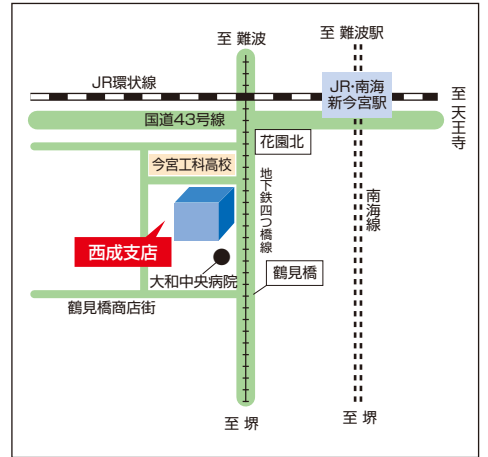 至 難波
至 難波駅
JR環状線
JR・南海
新今宮駅
至 天王寺
国道43号線
花園北
今宮工科高校
地下鉄四つ橋線
南海線
西成支店
大和中央病院
鶴見橋
鶴見橋商店街
至 堺
至 堺